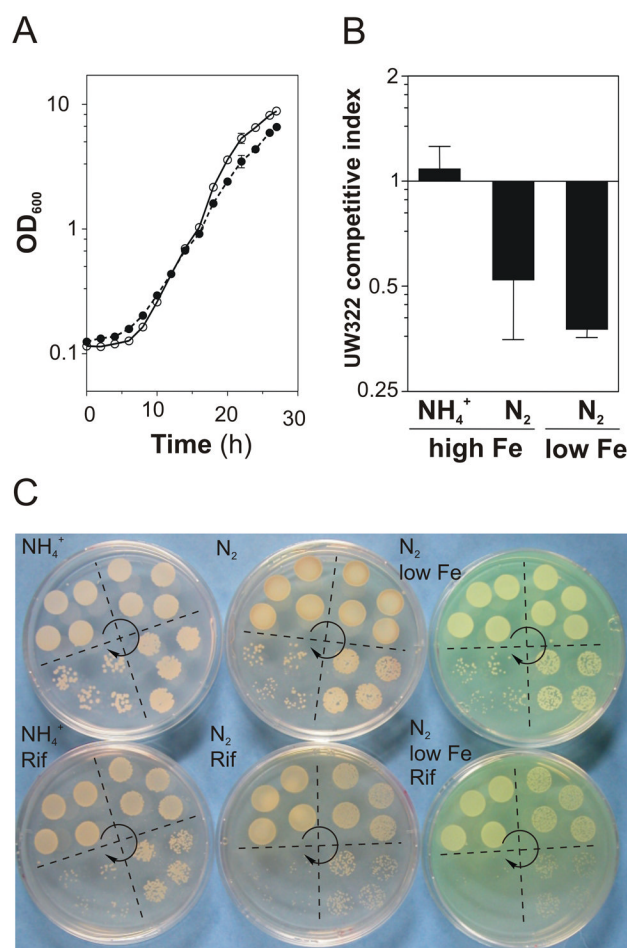 A
10
1
0.1
OD₆₀₀
0 10 20 30
Time (h)
B
2
1
0.5
0.25
UW322 competitive index
NH₄⁺ N₂ N₂
high Fe low Fe
C
NH₄⁺
N₂
N₂
low Fe
NH₄⁺
Rif
N₂
Rif
N₂
low Fe
Rif